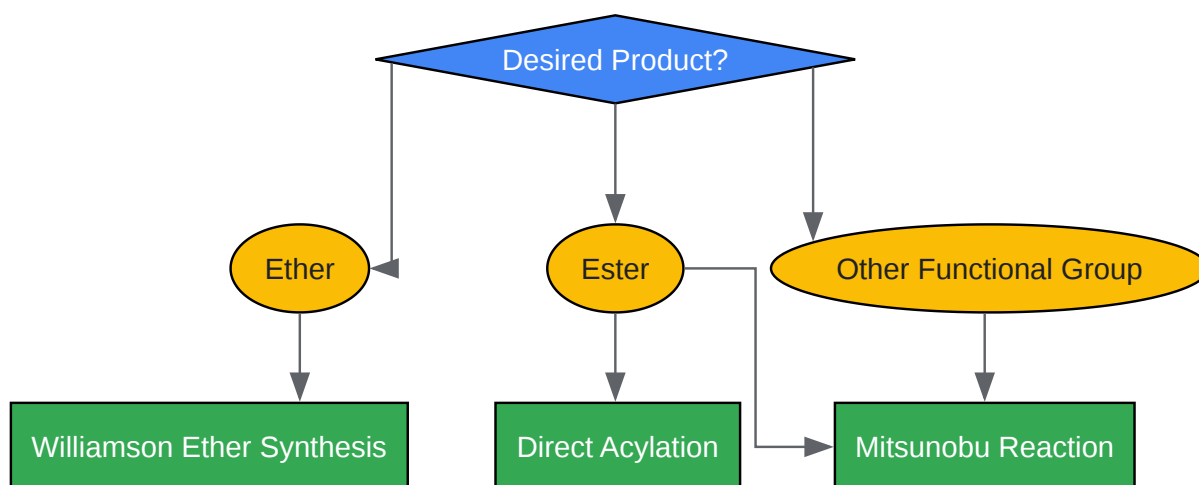 Desired Product?
Ether
Ester
Other Functional Group
Williamson Ether Synthesis
Direct Acylation
Mitsunobu Reaction